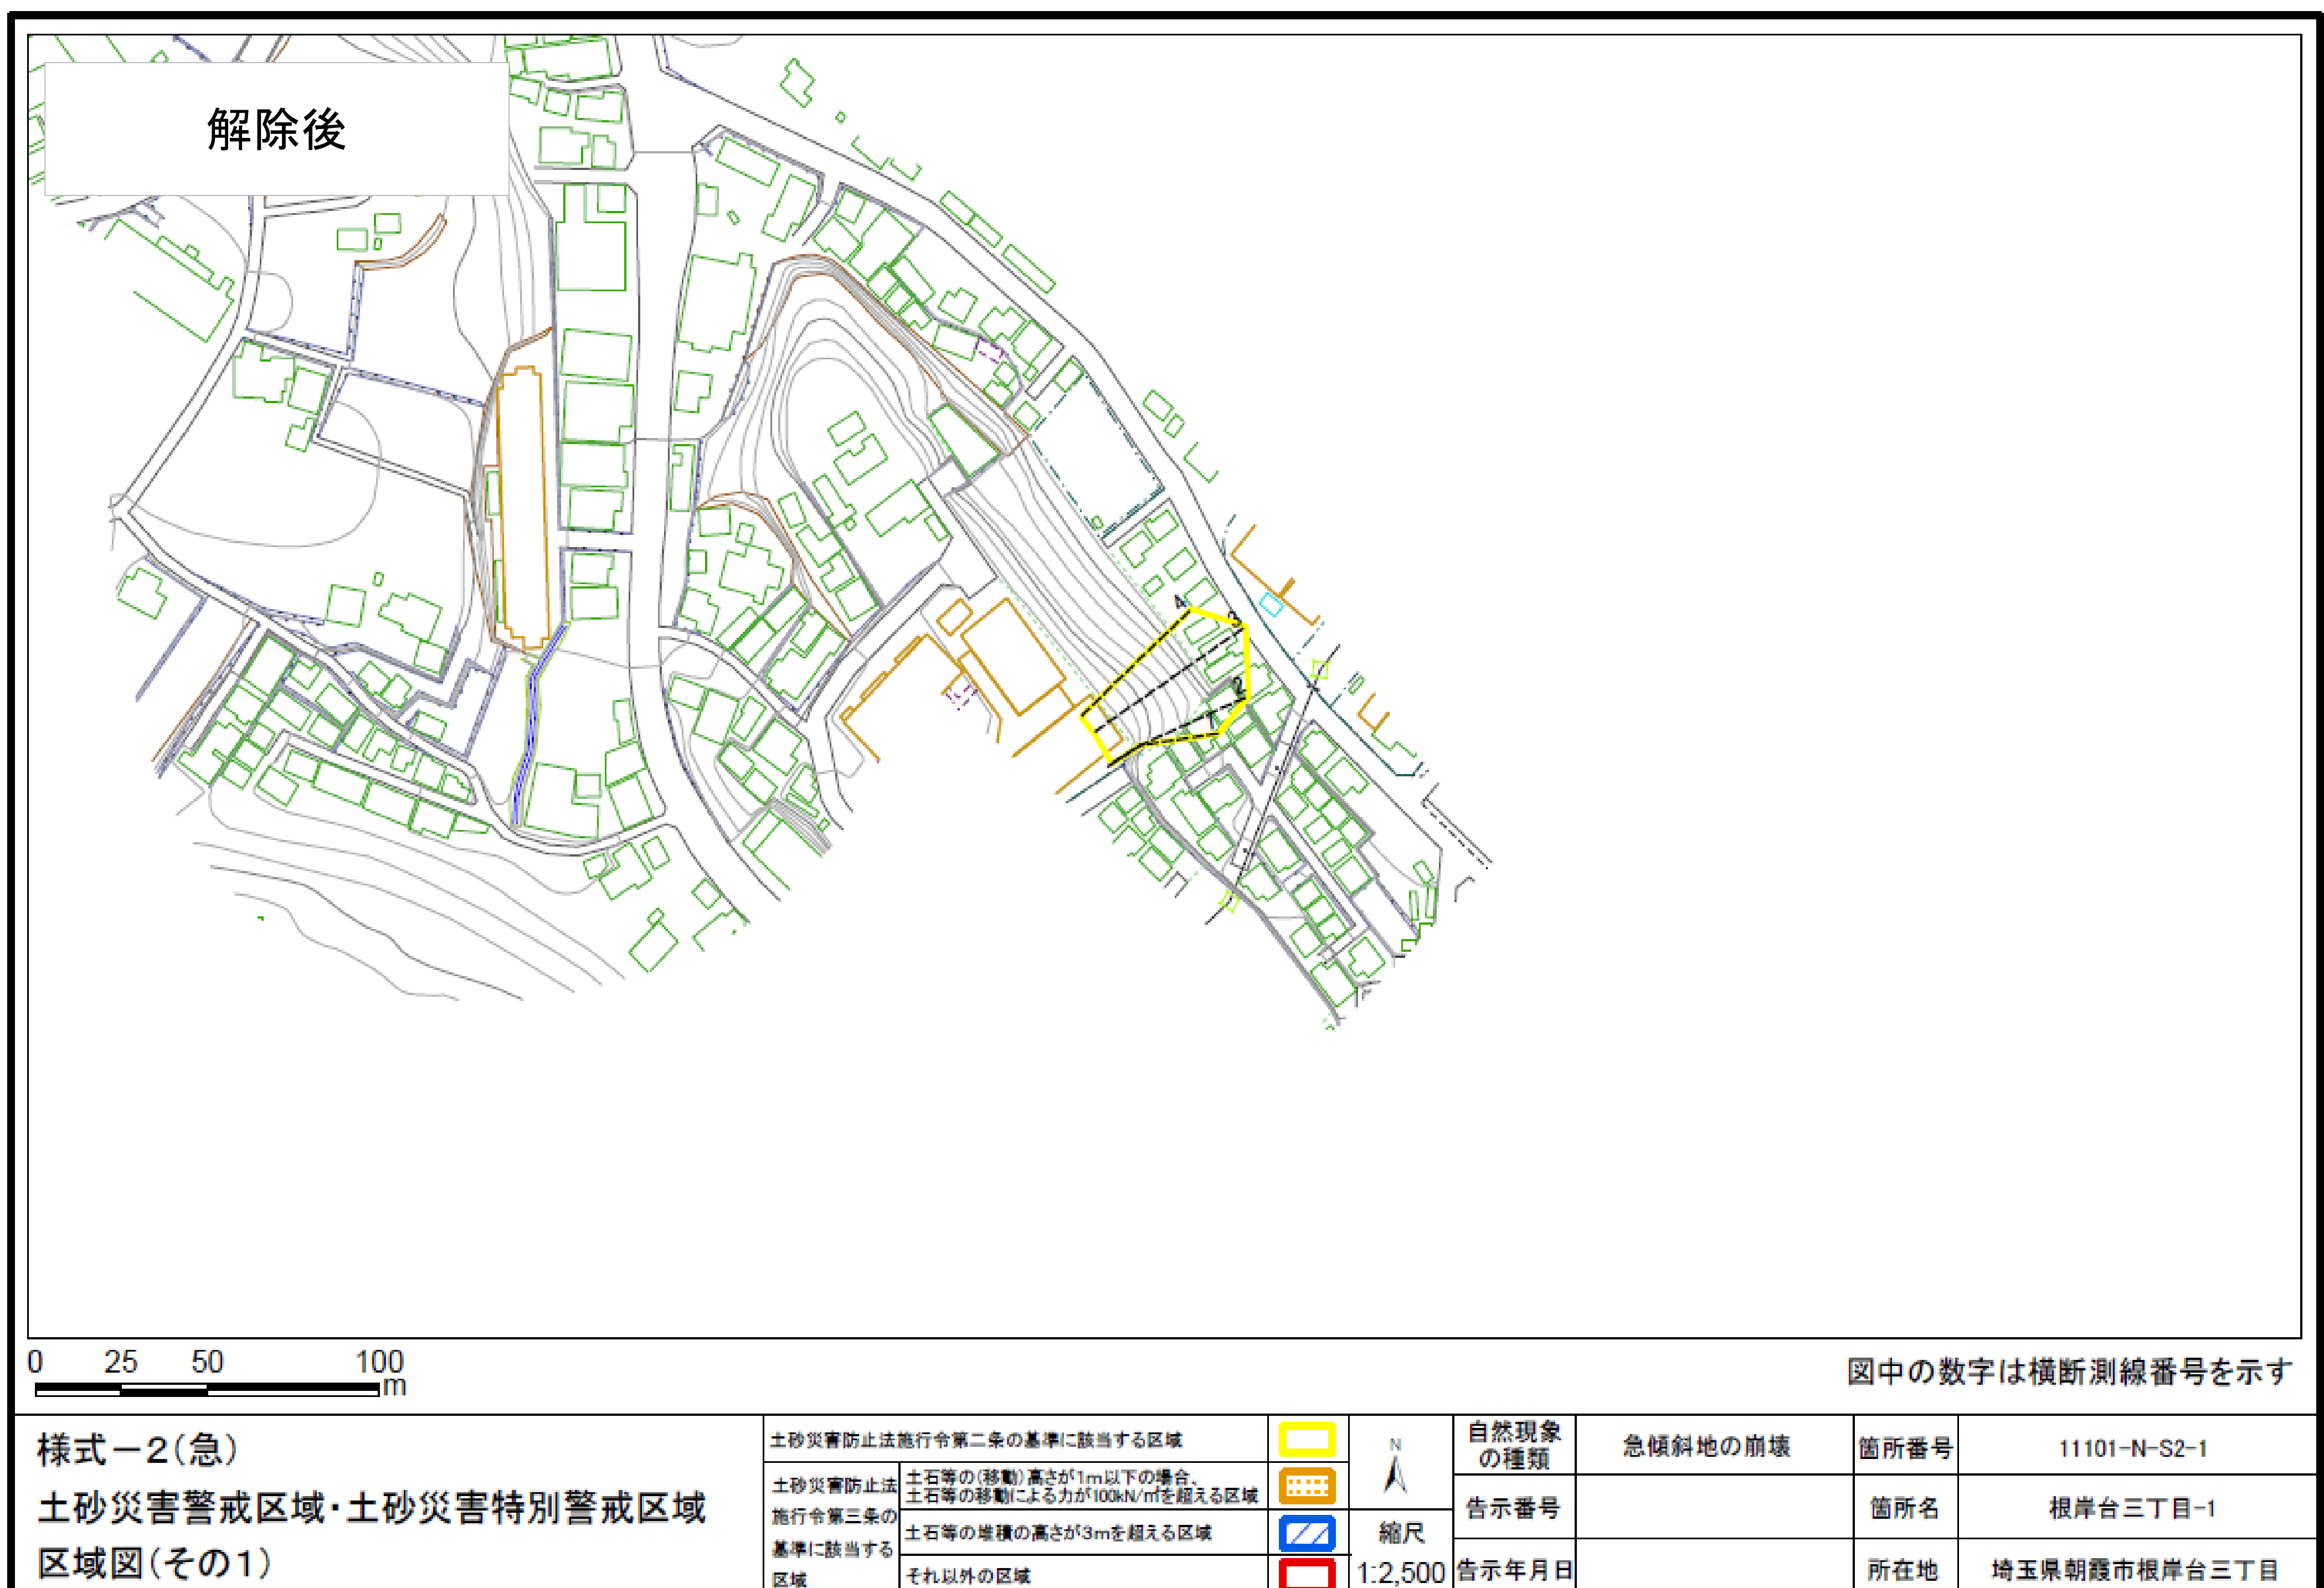 解除後
4
3
2
1
0 25 50 100
m
図中の数字は横断測線番号を示す
様式－2（急）
土砂災害警戒区域・土砂災害特別警戒区域
区域図（その１）
土砂災害防止法施行令第二条の基準に該当する区域
土砂災害防止法
施行令第三条の
基準に該当する
区域
土石等の（移動）高さが1m以下の場合、
土石等の移動による力が100kN/㎡を超える区域
土石等の堆積の高さが3mを超える区域
それ以外の区域
N
縮尺
1:2,500
自然現象
の種類
急傾斜地の崩壊
箇所番号
11101-N-S2-1
告示番号
箇所名
根岸台三丁目-1
告示年月日
所在地
埼玉県朝霞市根岸台三丁目